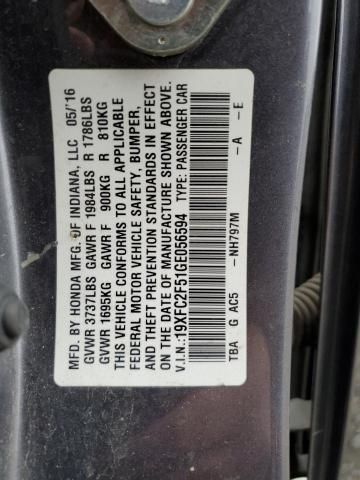 MFD. BY HONDA MFG. OF INDIANA, LLC 05/'16
GVWR 3737LBS GAWR F 1984LBS R 1786LBS
GVWR 1695KG GAWR F 900KG R 810KG
THIS VEHICLE CONFORMS TO ALL APPLICABLE
FEDERAL MOTOR VEHICLE SAFETY, BUMPER,
AND THEFT PREVENTION STANDARDS IN EFFECT
ON THE DATE OF MANUFACTURE SHOWN ABOVE.
V.I.N.:19XFC2F51GE056594 TYPE: PASSENGER CAR
TBA G AC5 -NH797M -A -E